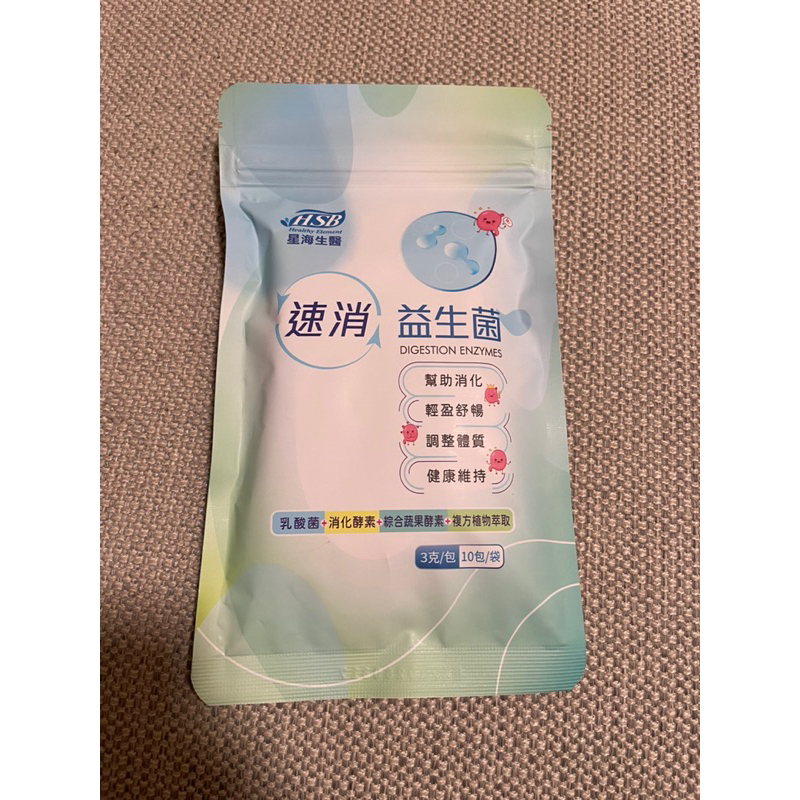 HSB
Healthy Element
星海生醫
速消 益生菌
DIGESTION ENZYMES
幫助消化
輕盈舒暢
調整體質
健康維持
乳酸菌+消化酵素+綜合蔬果酵素+複方植物萃取
3克/包 10包/袋